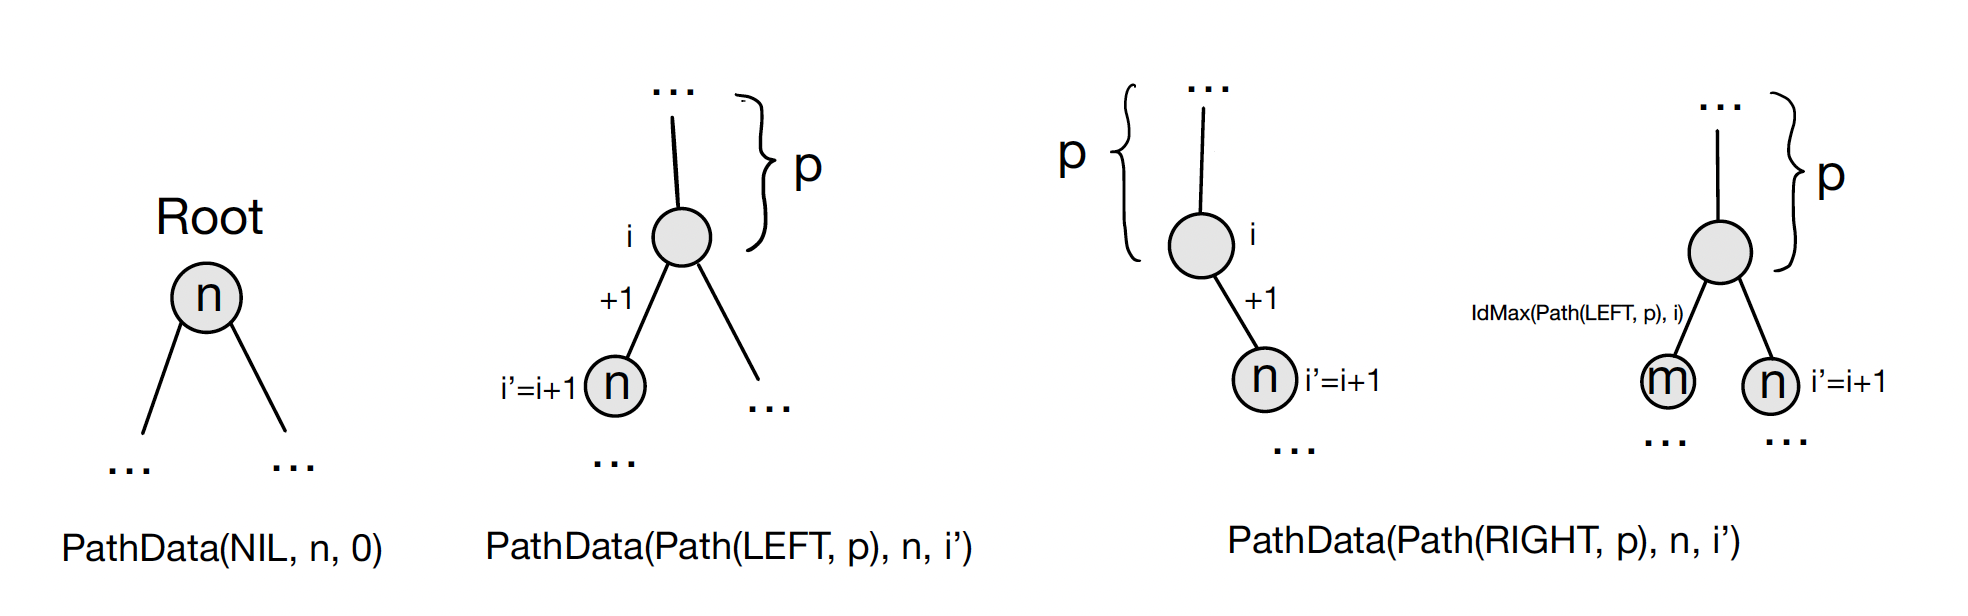 Root
n
...
...
PathData(NIL, n, 0)
...
p
i
+1
i’=i+1
n
...
...
PathData(Path(LEFT, p), n, i’)
...
p
i
+1
n
i’=i+1
...
...
p
IdMax(Path(LEFT, p), i)
m
n
i’=i+1
...
...
PathData(Path(RIGHT, p), n, i’)